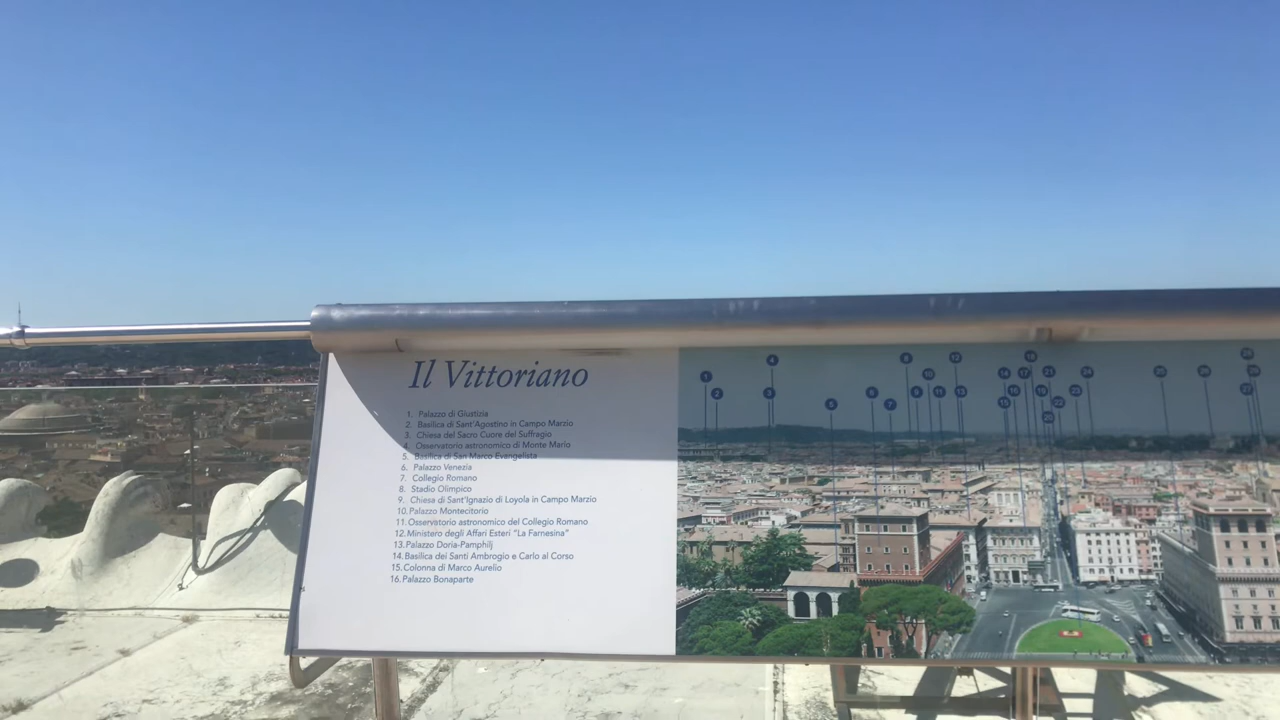 Il Vittoriano
1. Palazzo di Giustizia
2. Basilica di Sant'Agostino in Campo Marzio
3. Chiesa del Sacro Cuore del Suffragio
4. Osservatorio astronomico di Monte Mario
5. Basilica di San Marco Evangelista
6. Palazzo Venezia
7. Collegio Romano
8. Stadio Olimpico
9. Chiesa di Sant'Ignazio di Loyola in Campo Marzio
10. Palazzo Montecitorio
11. Osservatorio astronomico del Collegio Romano
12. Ministero degli Affari Esteri "La Farnesina"
13. Palazzo Doria-Pamphilj
14. Basilica dei Santi Ambrogio e Carlo al Corso
15. Colonna di Marco Aurelio
16. Palazzo Bonaparte